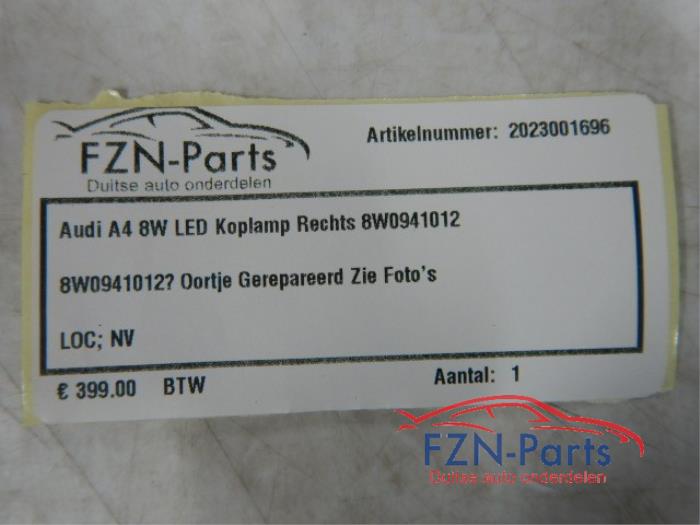 FZN-Parts
Duitse auto onderdelen
Artikelnummer: 2023001696
Audi A4 8W LED Koplamp Rechts 8W0941012
8W0941012? Oortje Gerepareerd Zie Foto's
LOC; NV
€ 399.00 BTW
Aantal: 1
FZN-Parts
Duitse auto onderdelen